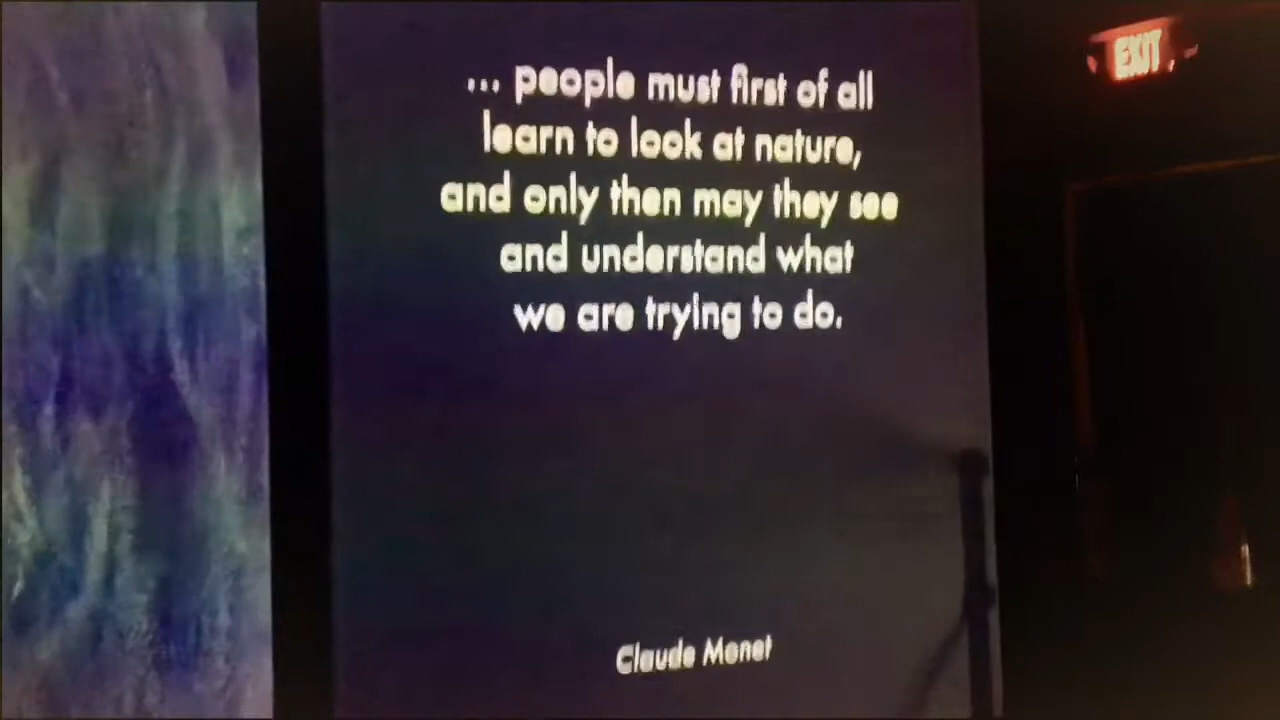 ... people must first of all
learn to look at nature,
and only then may they see
and understand what
we are trying to do.
Claude Monet
EXIT